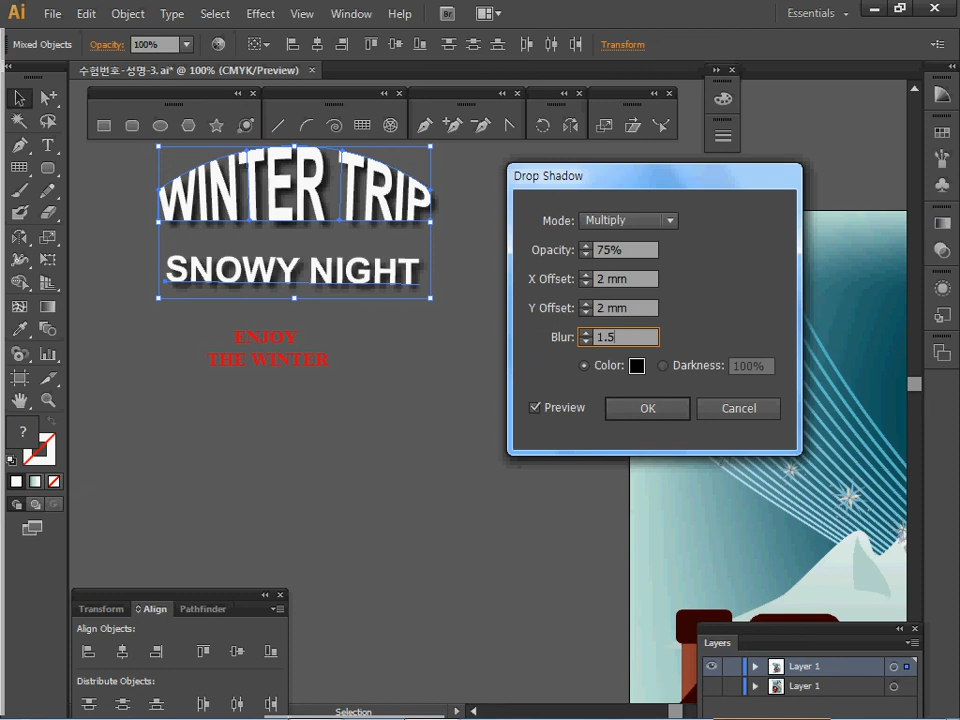 Ai File Edit Object Type Select Effect View Window Help Br Essentials
Mixed Objects Opacity: 100% Transform
수험번호-성명-3.ai* @ 100% (CMYK/Preview)
WINTER TRIP
SNOWY NIGHT
ENJOY
THE WINTER
Drop Shadow
Mode: Multiply
Opacity: 75%
X Offset: 2 mm
Y Offset: 2 mm
Blur: 1.5
Color: Darkness: 100%
Preview OK Cancel
?
Transform Align Pathfinder
Align Objects:
Distribute Objects:
Layers
Layer 1
Layer 1
Selection